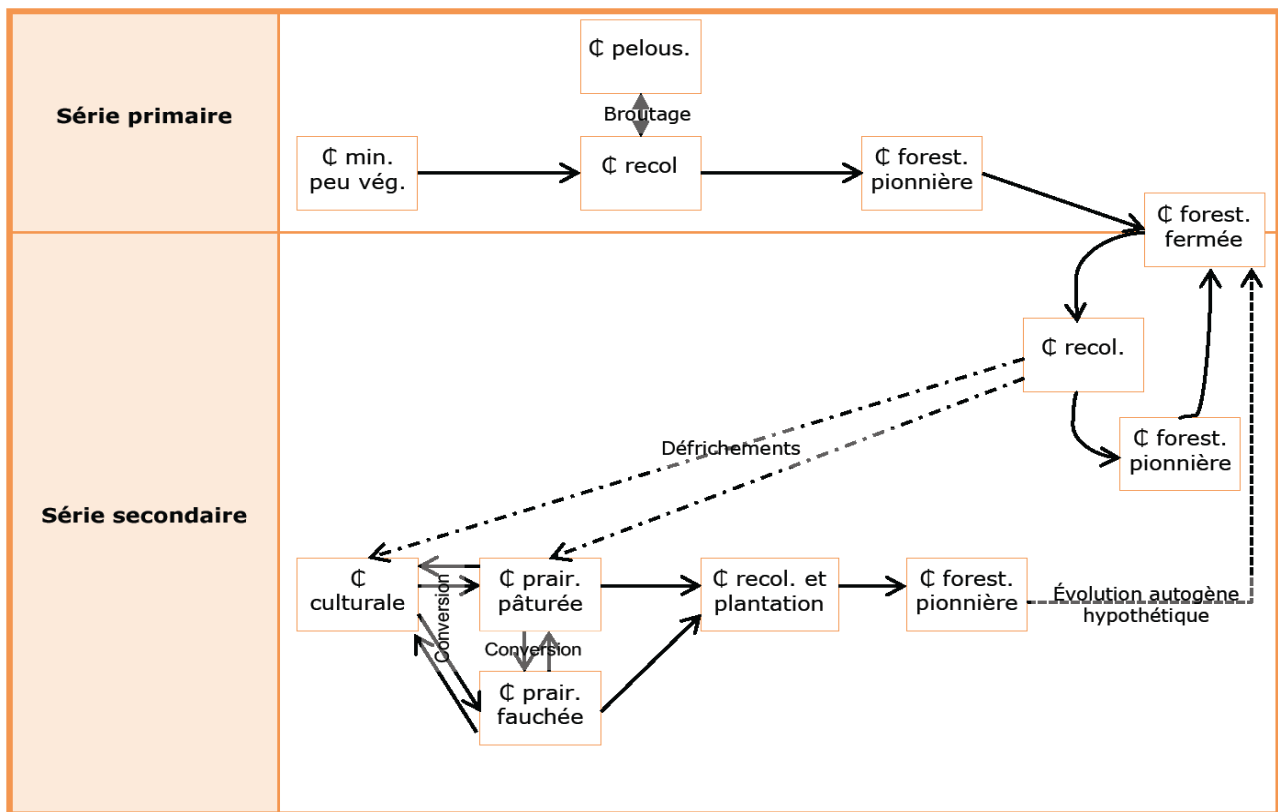 Série primaire
₵ pelous.
Broutage
₵ min.
peu vég.
₵ recol
₵ forest.
pionnière
₵ forest.
fermée
Série secondaire
₵ recol.
₵ forest.
pionnière
Défrichements
₵
culturale
Conversion
₵ prair.
pâturée
Conversion
₵ prair.
fauchée
₵ recol. et
plantation
₵ forest.
pionnière
Évolution autogène
hypothétique